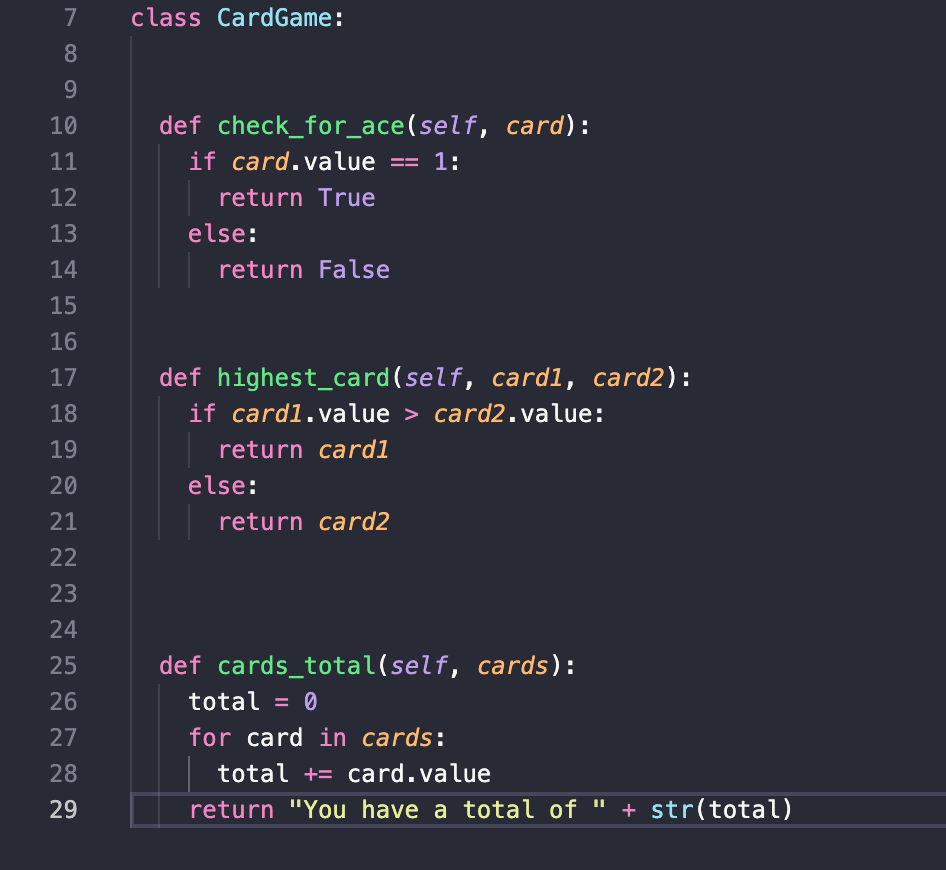 7 class CardGame:
8
9
10 def check_for_ace(self, card):
11 if card.value == 1:
12 return True
13 else:
14 return False
15
16
17 def highest_card(self, card1, card2):
18 if card1.value > card2.value:
19 return card1
20 else:
21 return card2
22
23
24
25 def cards_total(self, cards):
26 total = 0
27 for card in cards:
28 total += card.value
29 return "You have a total of " + str(total)